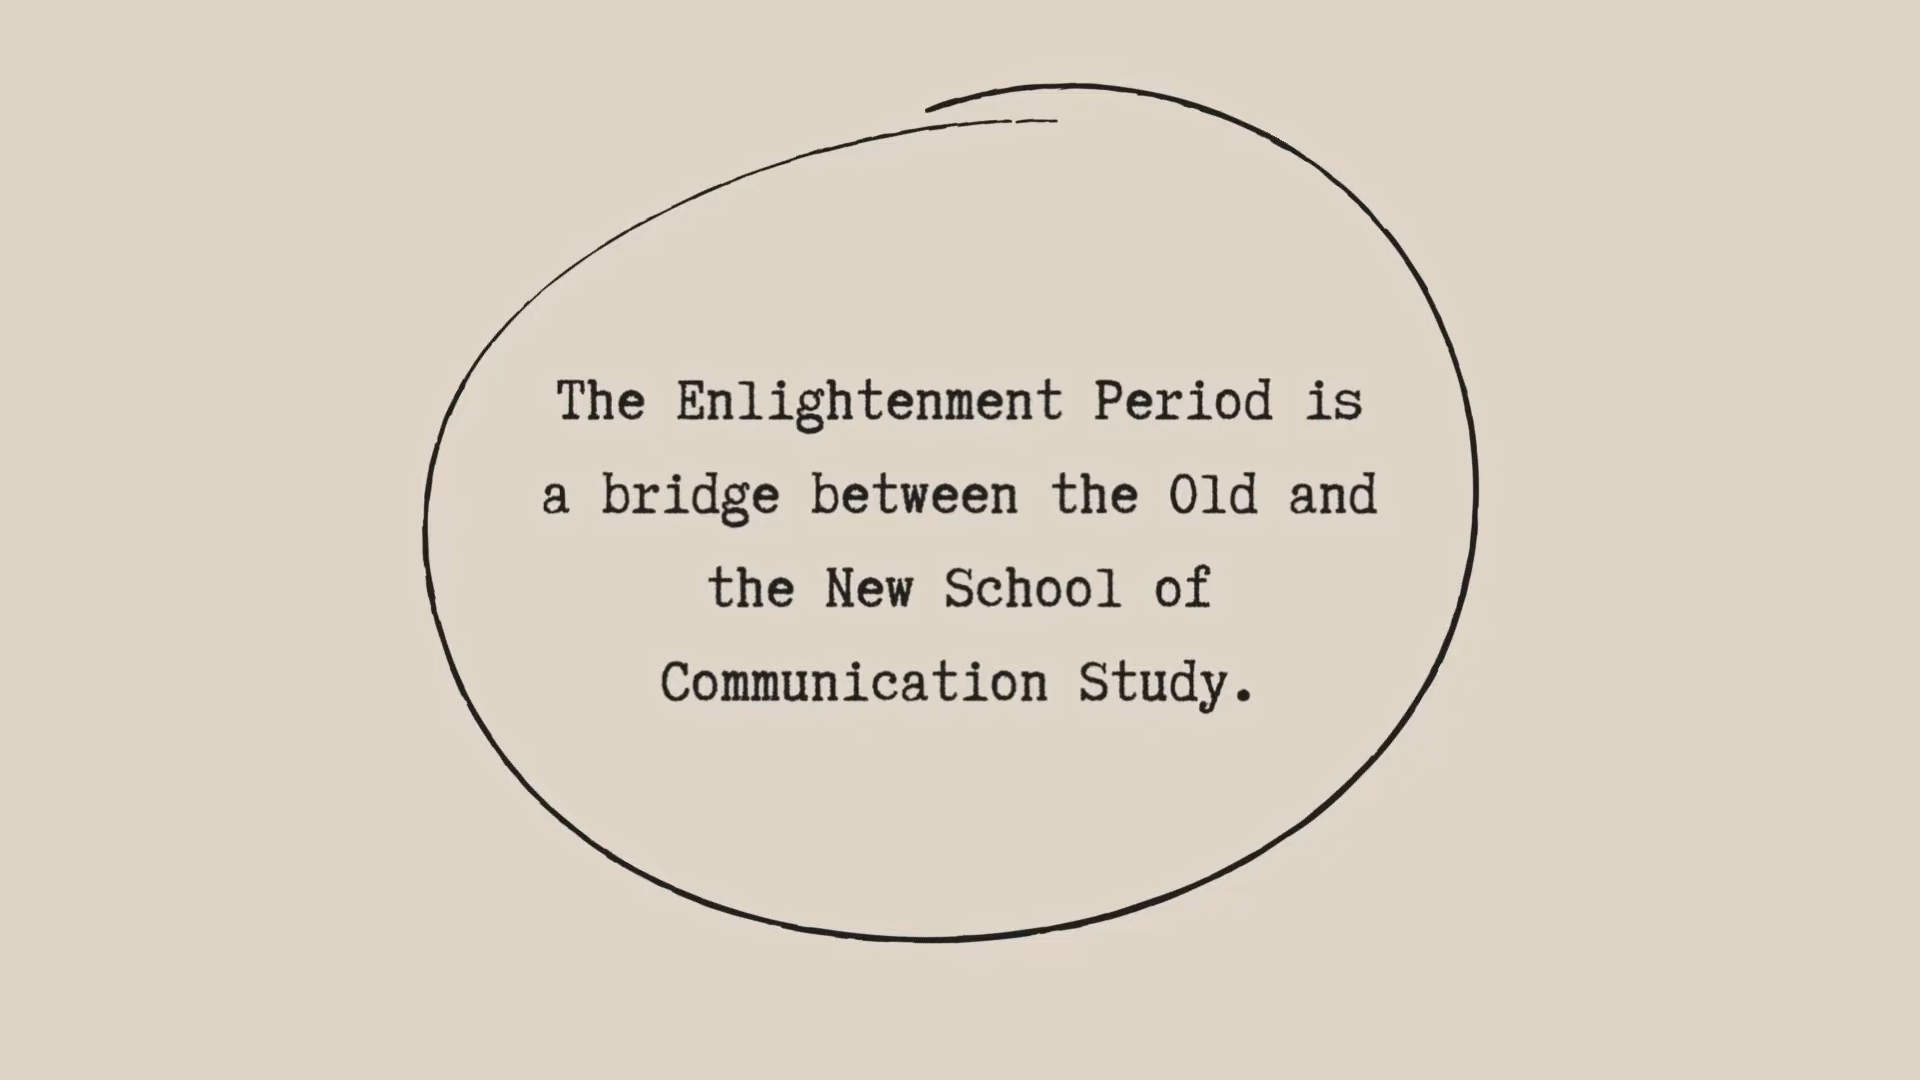 The Enlightenment Period is
a bridge between the Old and
the New School of
Communication Study.